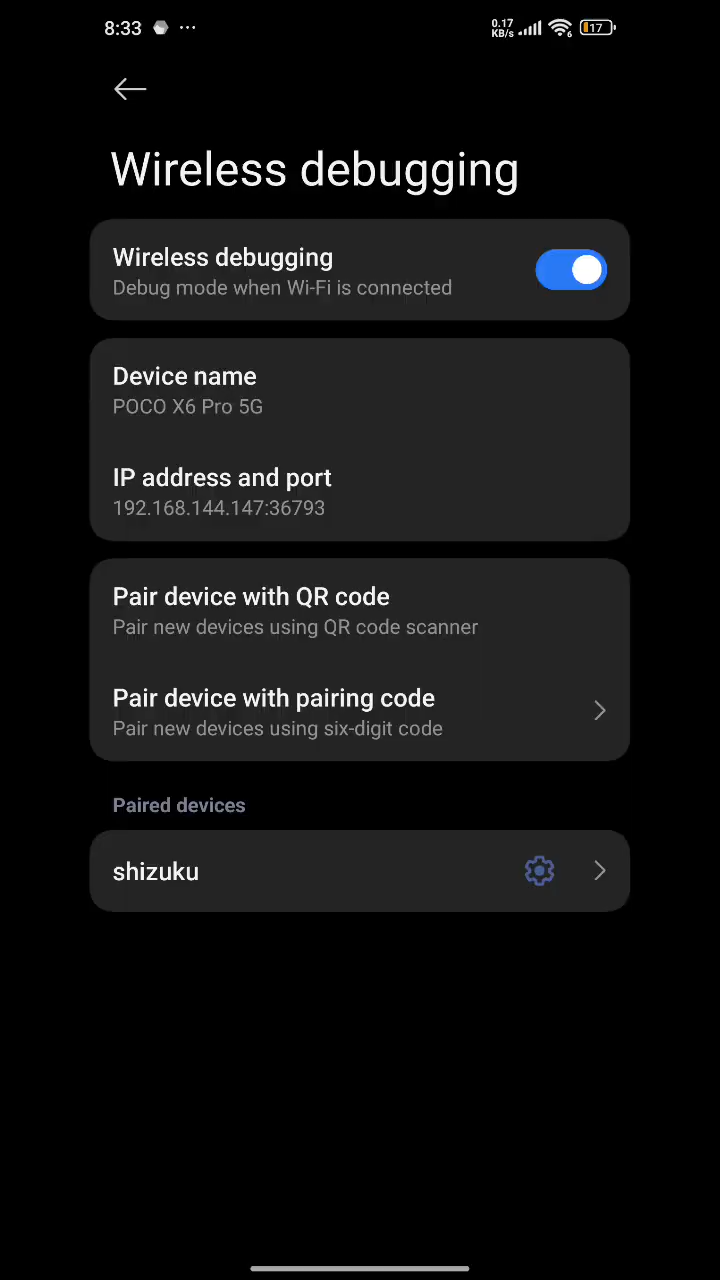 8:33 ...
0.17
KB/s
6
17
Wireless debugging
Wireless debugging
Debug mode when Wi-Fi is connected
Device name
POCO X6 Pro 5G
IP address and port
192.168.144.147:36793
Pair device with QR code
Pair new devices using QR code scanner
Pair device with pairing code
Pair new devices using six-digit code
Paired devices
shizuku